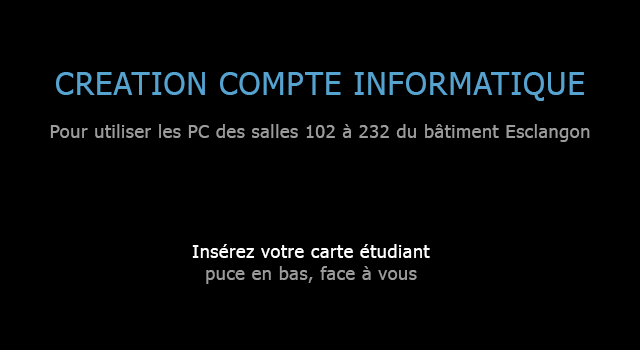 CREATION COMPTE INFORMATIQUE
Pour utiliser les PC des salles 102 à 232 du bâtiment Esclangon
Insérez votre carte étudiant
puce en bas, face à vous